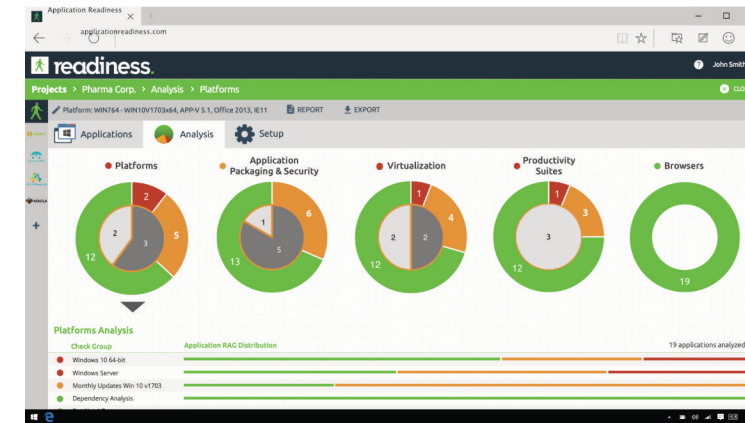 Application Readiness
applicationreadiness.com
readiness.
John Smith
Projects > Pharma Corp. > Analysis > Platforms
CLO
Platform: WIN764 - WIN10V1703x64, APP-V 5.1, Office 2013, IE11 REPORT EXPORT
Applications Analysis Setup
Platforms
Application
Packaging & Security
Virtualization
Productivity
Suites
Browsers
2
5
12
2
3
6
13
1
5
1
4
12
2
2
1
3
12
3
19
Platforms Analysis
Check Group Application RAG Distribution 19 applications analyzed
Windows 10 64-bit
Windows Server
Monthly Updates Win 10 v1703
Dependency Analysis